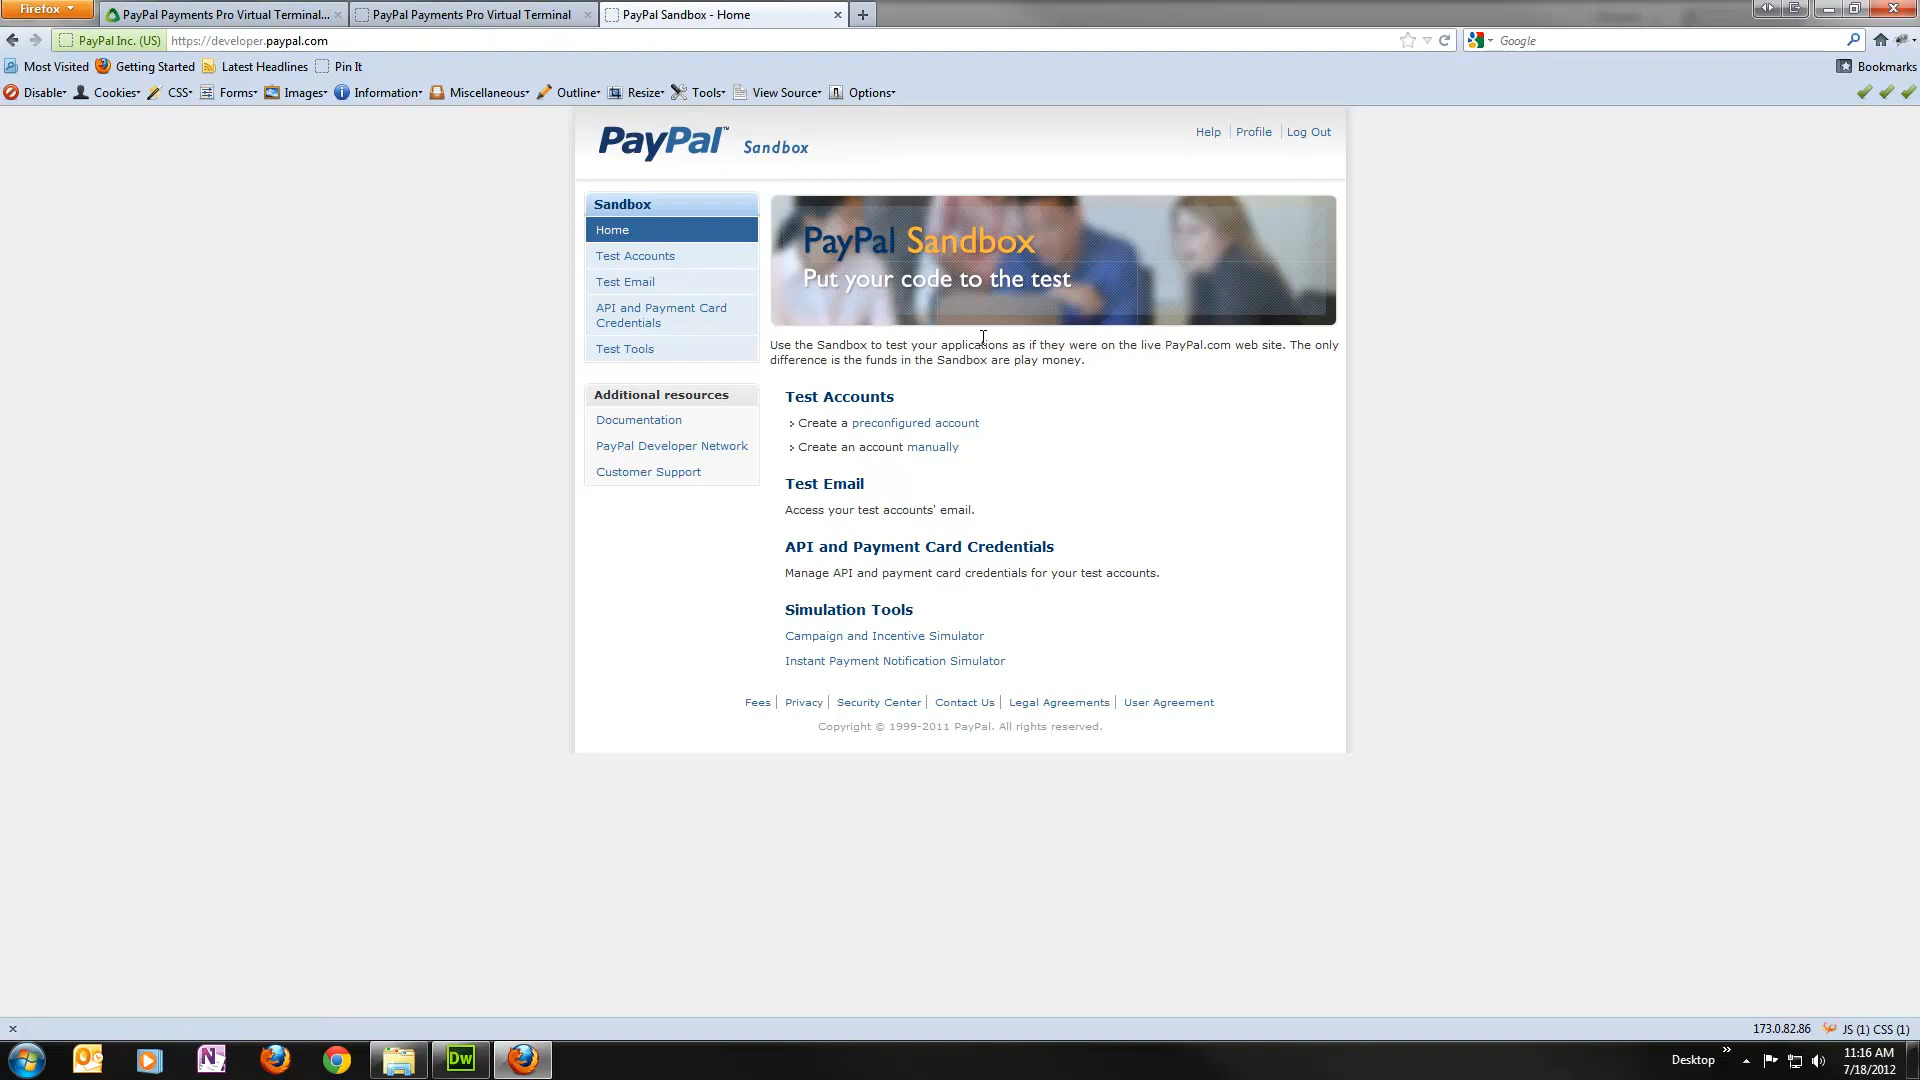 Firefox
PayPal Payments Pro Virtual Terminal...
PayPal Payments Pro Virtual Terminal
PayPal Sandbox - Home
PayPal Inc. (US)
https://developer.paypal.com
Google
Most Visited
Getting Started
Latest Headlines
Pin It
Bookmarks
Disable
Cookies
CSS
Forms
Images
Information
Miscellaneous
Outline
Resize
Tools
View Source
Options
PayPal™ Sandbox
Help
Profile
Log Out
Sandbox
Home
Test Accounts
Test Email
API and Payment Card
Credentials
Test Tools
Additional resources
Documentation
PayPal Developer Network
Customer Support
PayPal Sandbox
Put your code to the test
Use the Sandbox to test your applications as if they were on the live PayPal.com web site. The only
difference is the funds in the Sandbox are play money.
Test Accounts
Create a preconfigured account
Create an account manually
Test Email
Access your test accounts' email.
API and Payment Card Credentials
Manage API and payment card credentials for your test accounts.
Simulation Tools
Campaign and Incentive Simulator
Instant Payment Notification Simulator
Fees
Privacy
Security Center
Contact Us
Legal Agreements
User Agreement
Copyright © 1999-2011 PayPal. All rights reserved.
173.0.82.86
JS (1) CSS (1)
N
Dw
Desktop
11:16 AM
7/18/2012